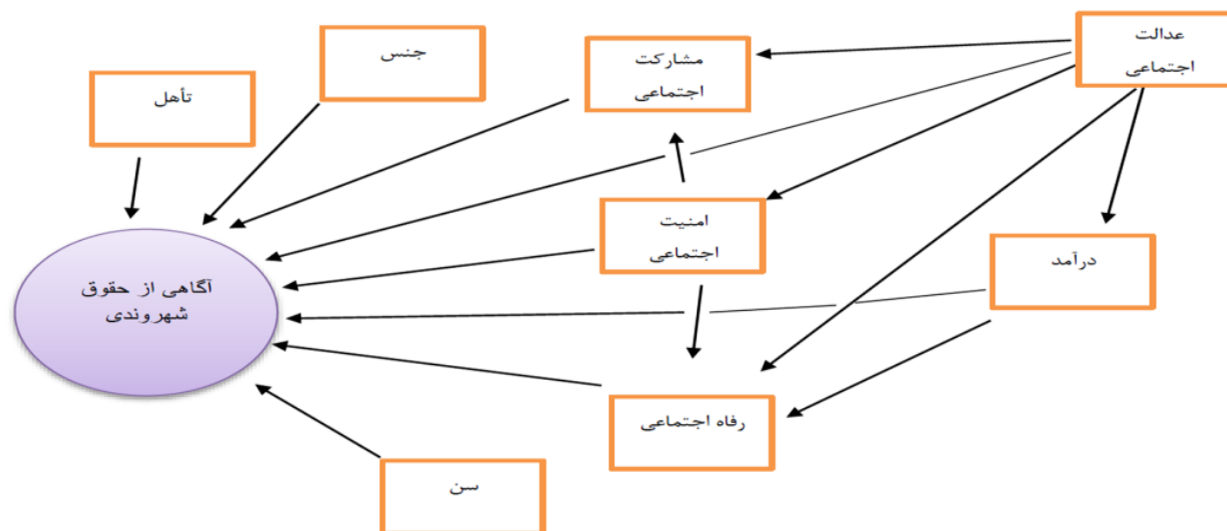 عدالت
اجتماعی
مشارکت
اجتماعی
جنس
تأهل
امنیت
اجتماعی
درآمد
آگاهی از حقوق
شهروندی
رفاه اجتماعی
سن